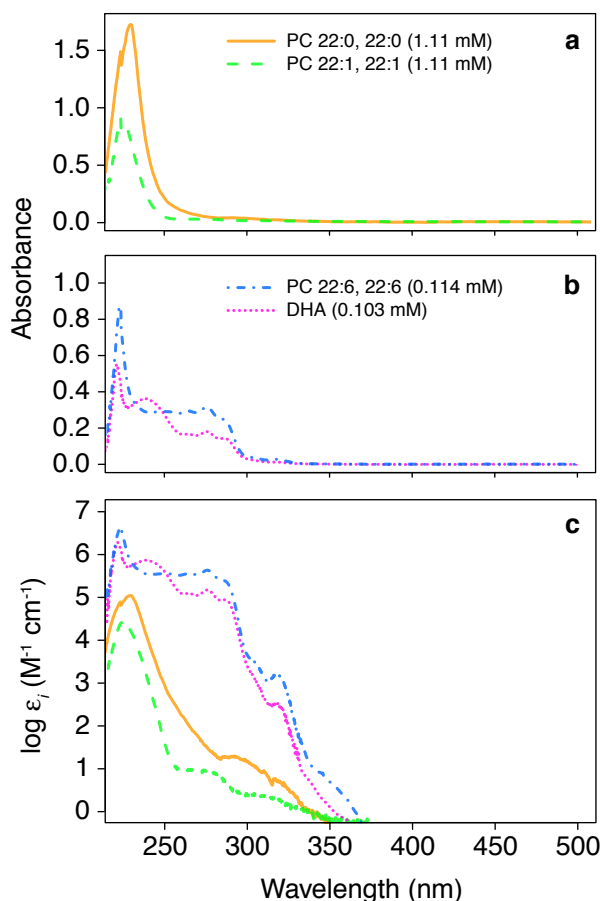 a
PC 22:0, 22:0 (1.11 mM)
PC 22:1, 22:1 (1.11 mM)
1.5
1.0
0.5
0.0
Absorbance
b
PC 22:6, 22:6 (0.114 mM)
DHA (0.103 mM)
1.0
0.8
0.6
0.4
0.2
0.0
c
7
6
5
4
3
2
1
0
log εi (M-1 cm-1)
250 300 350 400 450 500
Wavelength (nm)